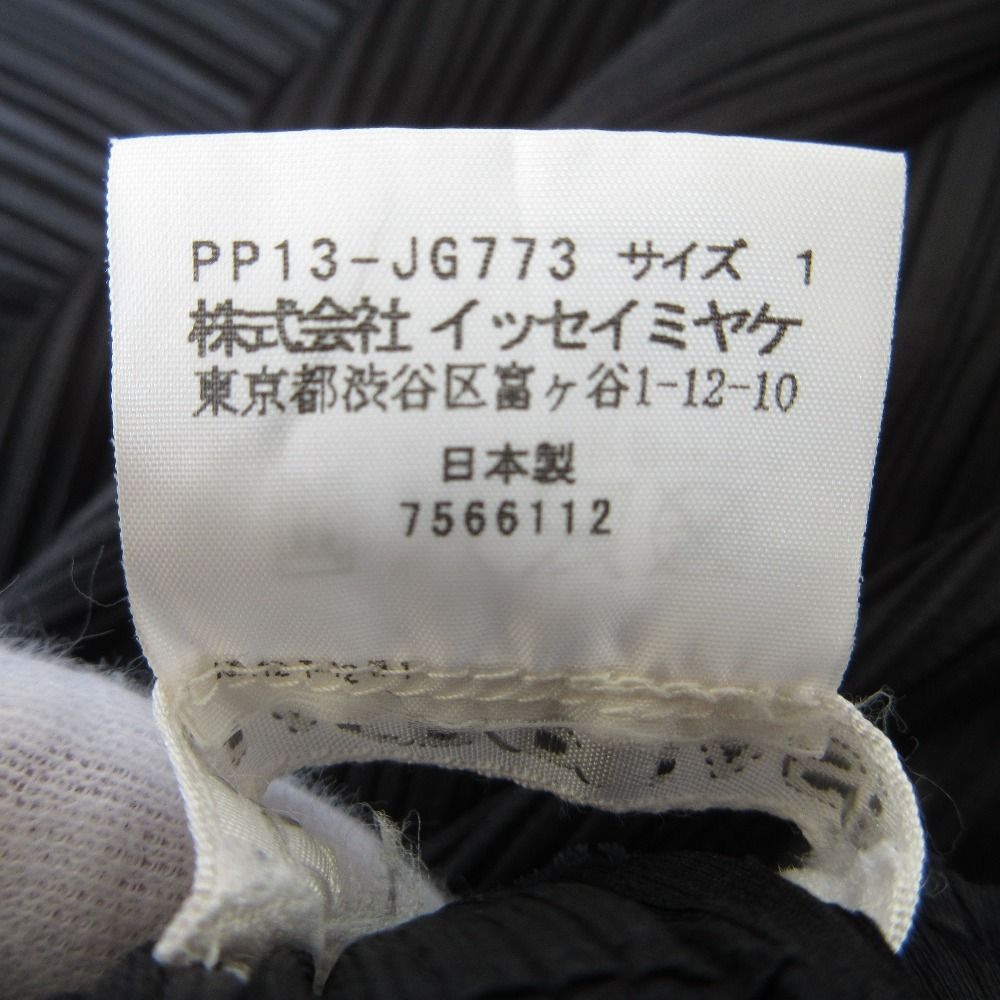 PP13-JG773 サイズ 1
株式会社 イッセイミヤケ
東京都渋谷区富ヶ谷1-12-10
日本製
7566112